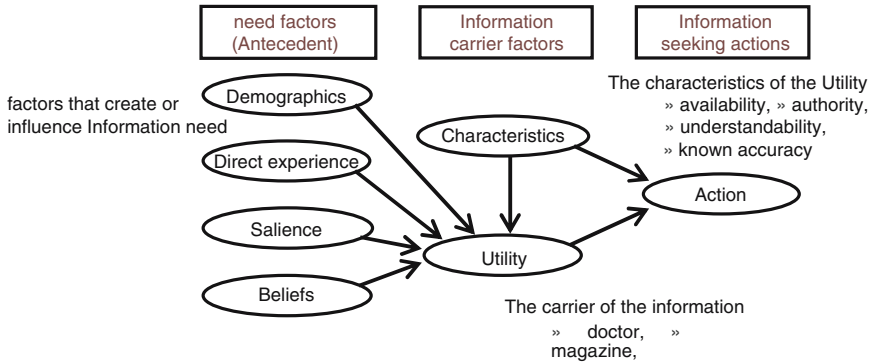 need factors
(Antecedent)
Information
carrier factors
Information
seeking actions
factors that create or
influence Information need
Demographics
Direct experience
Salience
Beliefs
Characteristics
Utility
The characteristics of the Utility
» availability, » authority,
» understandability,
» known accuracy
Action
The carrier of the information
» doctor, »
magazine,